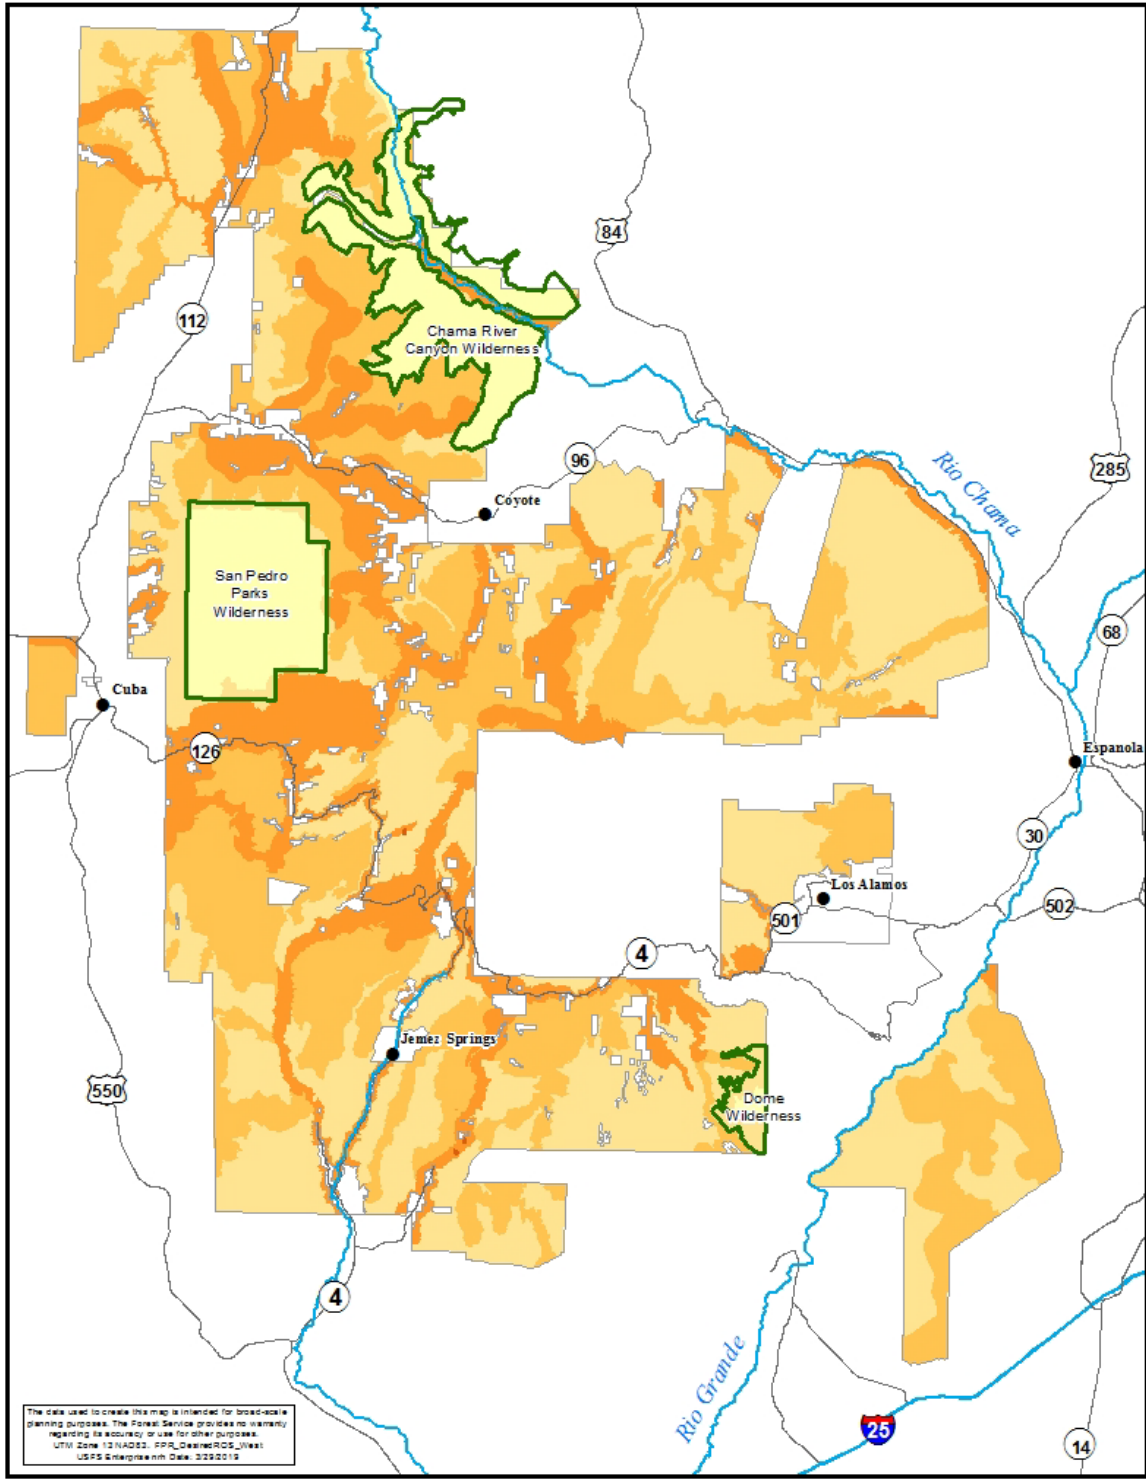 84
112
Chama River
Canyon Wilderness
96
285
Rio Chama
Coyote
San Pedro
Parks
Wilderness
68
Cuba
126
Espanola
30
Los Alamos
501
502
4
Jemez Springs
550
Dome
Wilderness
4
Rio Grande
25
14
The data used to create this map is intended for broad-scale
planning purposes. The Forest Service provides no warranty
regarding its accuracy or use for other purposes.
UTM Zone 13 NAD83. FPR_DesiredROS_West
USFS Enterprise nrh Date: 3/29/2019